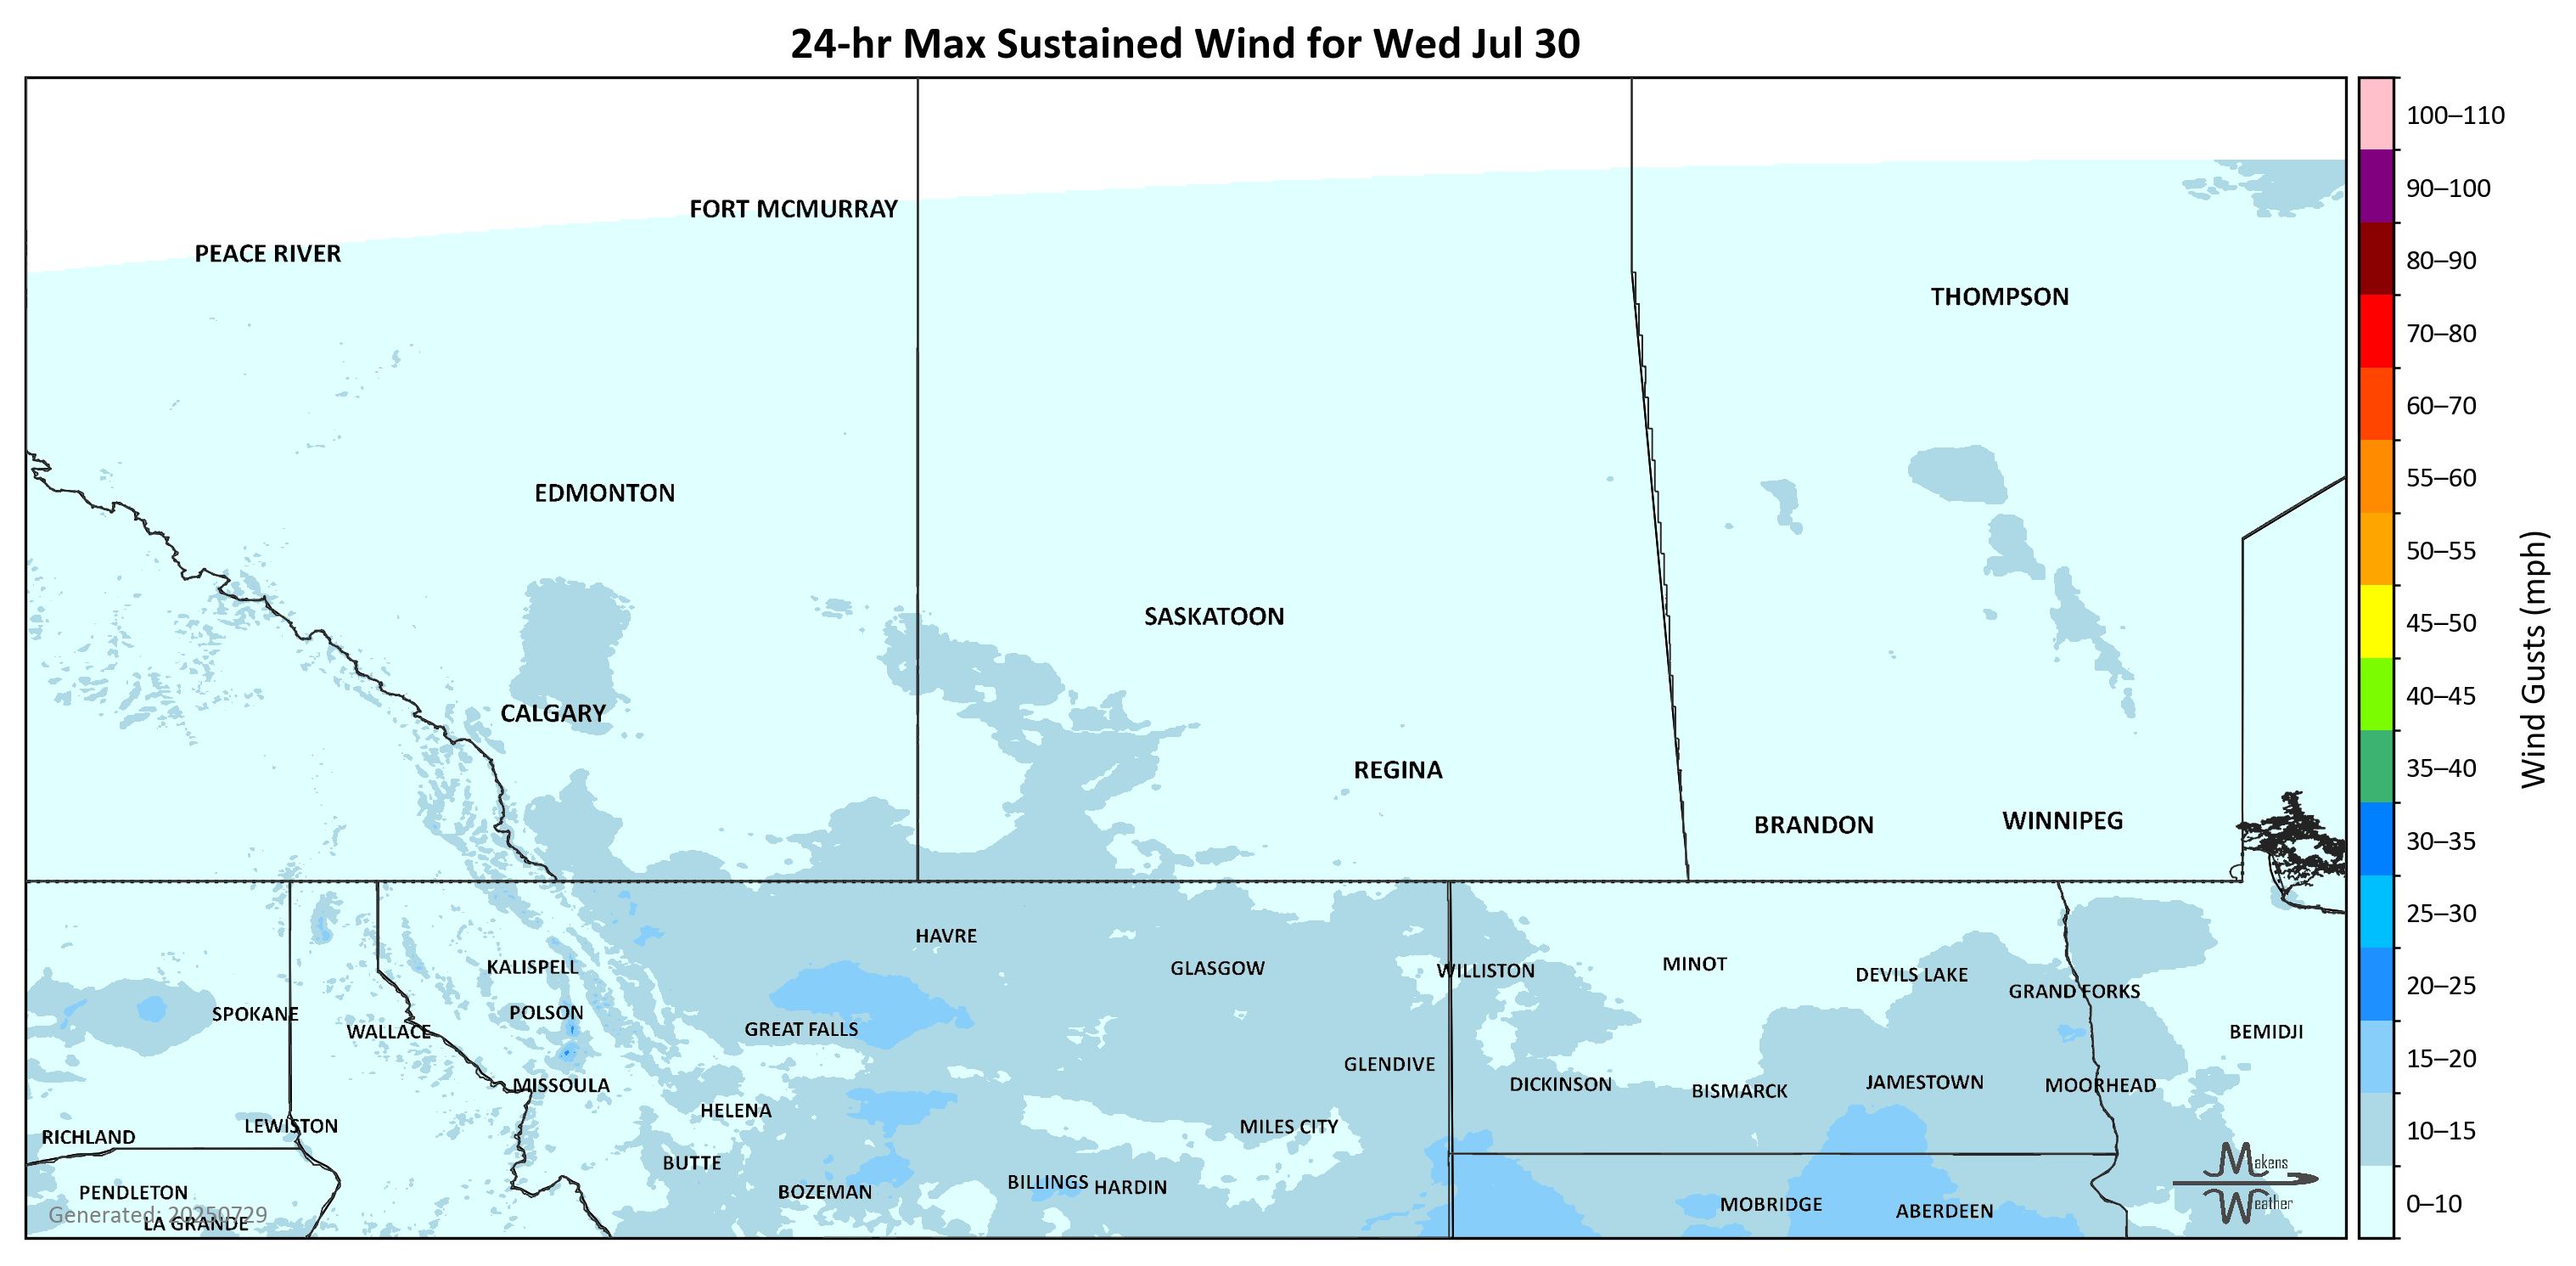 24-hr Max Sustained Wind for Wed Jul 30
100–110
90–100
80–90
70–80
60–70
55–60
50–55
45–50
40–45
35–40
30–35
25–30
20–25
15–20
10–15
0–10
Wind Gusts (mph)
FORT MCMURRAY
PEACE RIVER
THOMPSON
EDMONTON
SASKATOON
CALGARY
REGINA
BRANDON
WINNIPEG
HAVRE
KALISPELL
GLASGOW
WILLISTON
MINOT
DEVILS LAKE
GRAND FORKS
SPOKANE
POLSON
WALLACE
GREAT FALLS
BEMIDJI
GLENDIVE
MISSOULA
DICKINSON
BISMARCK
JAMESTOWN
MOORHEAD
HELENA
LEWISTON
MILES CITY
RICHLAND
BUTTE
BILLINGS
HARDIN
PENDLETON
BOZEMAN
MOBRIDGE
ABERDEEN
LA GRANDE
Generated: 20250729
Makens
Weather